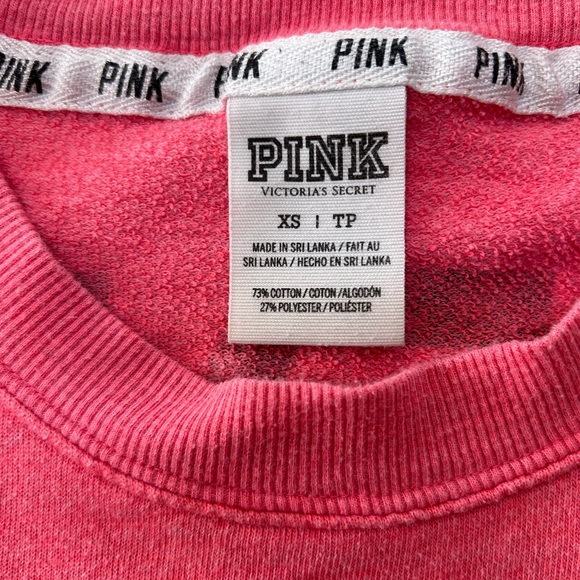 PINK PINK PINK PINK PINK
PINK
VICTORIA'S SECRET
XS | TP
MADE IN SRI LANKA / FAIT AU
SRI LANKA / HECHO EN SRI LANKA
73% COTTON / COTON /ALGODÓN
27% POLYESTER / POLIÉSTER